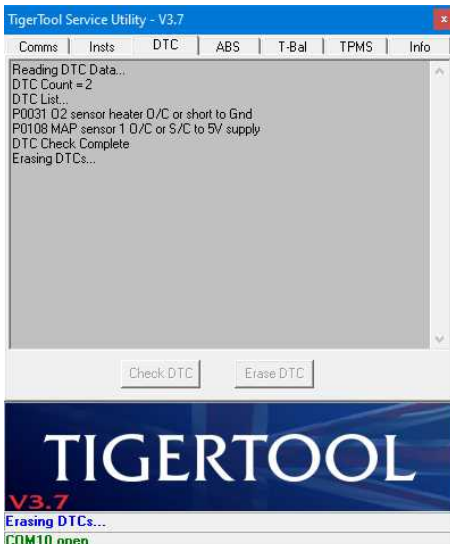 TigerTool Service Utility - V3.7
x
Comms Insts DTC ABS T-Bal TPMS Info
Reading DTC Data...
DTC Count = 2
DTC List...
P0031 O2 sensor heater O/C or short to Gnd
P0108 MAP sensor 1 O/C or S/C to 5V supply
DTC Check Complete
Erasing DTCs...
Check DTC Erase DTC
TIGERTOOL
V3.7
Erasing DTCs...
COM10 open